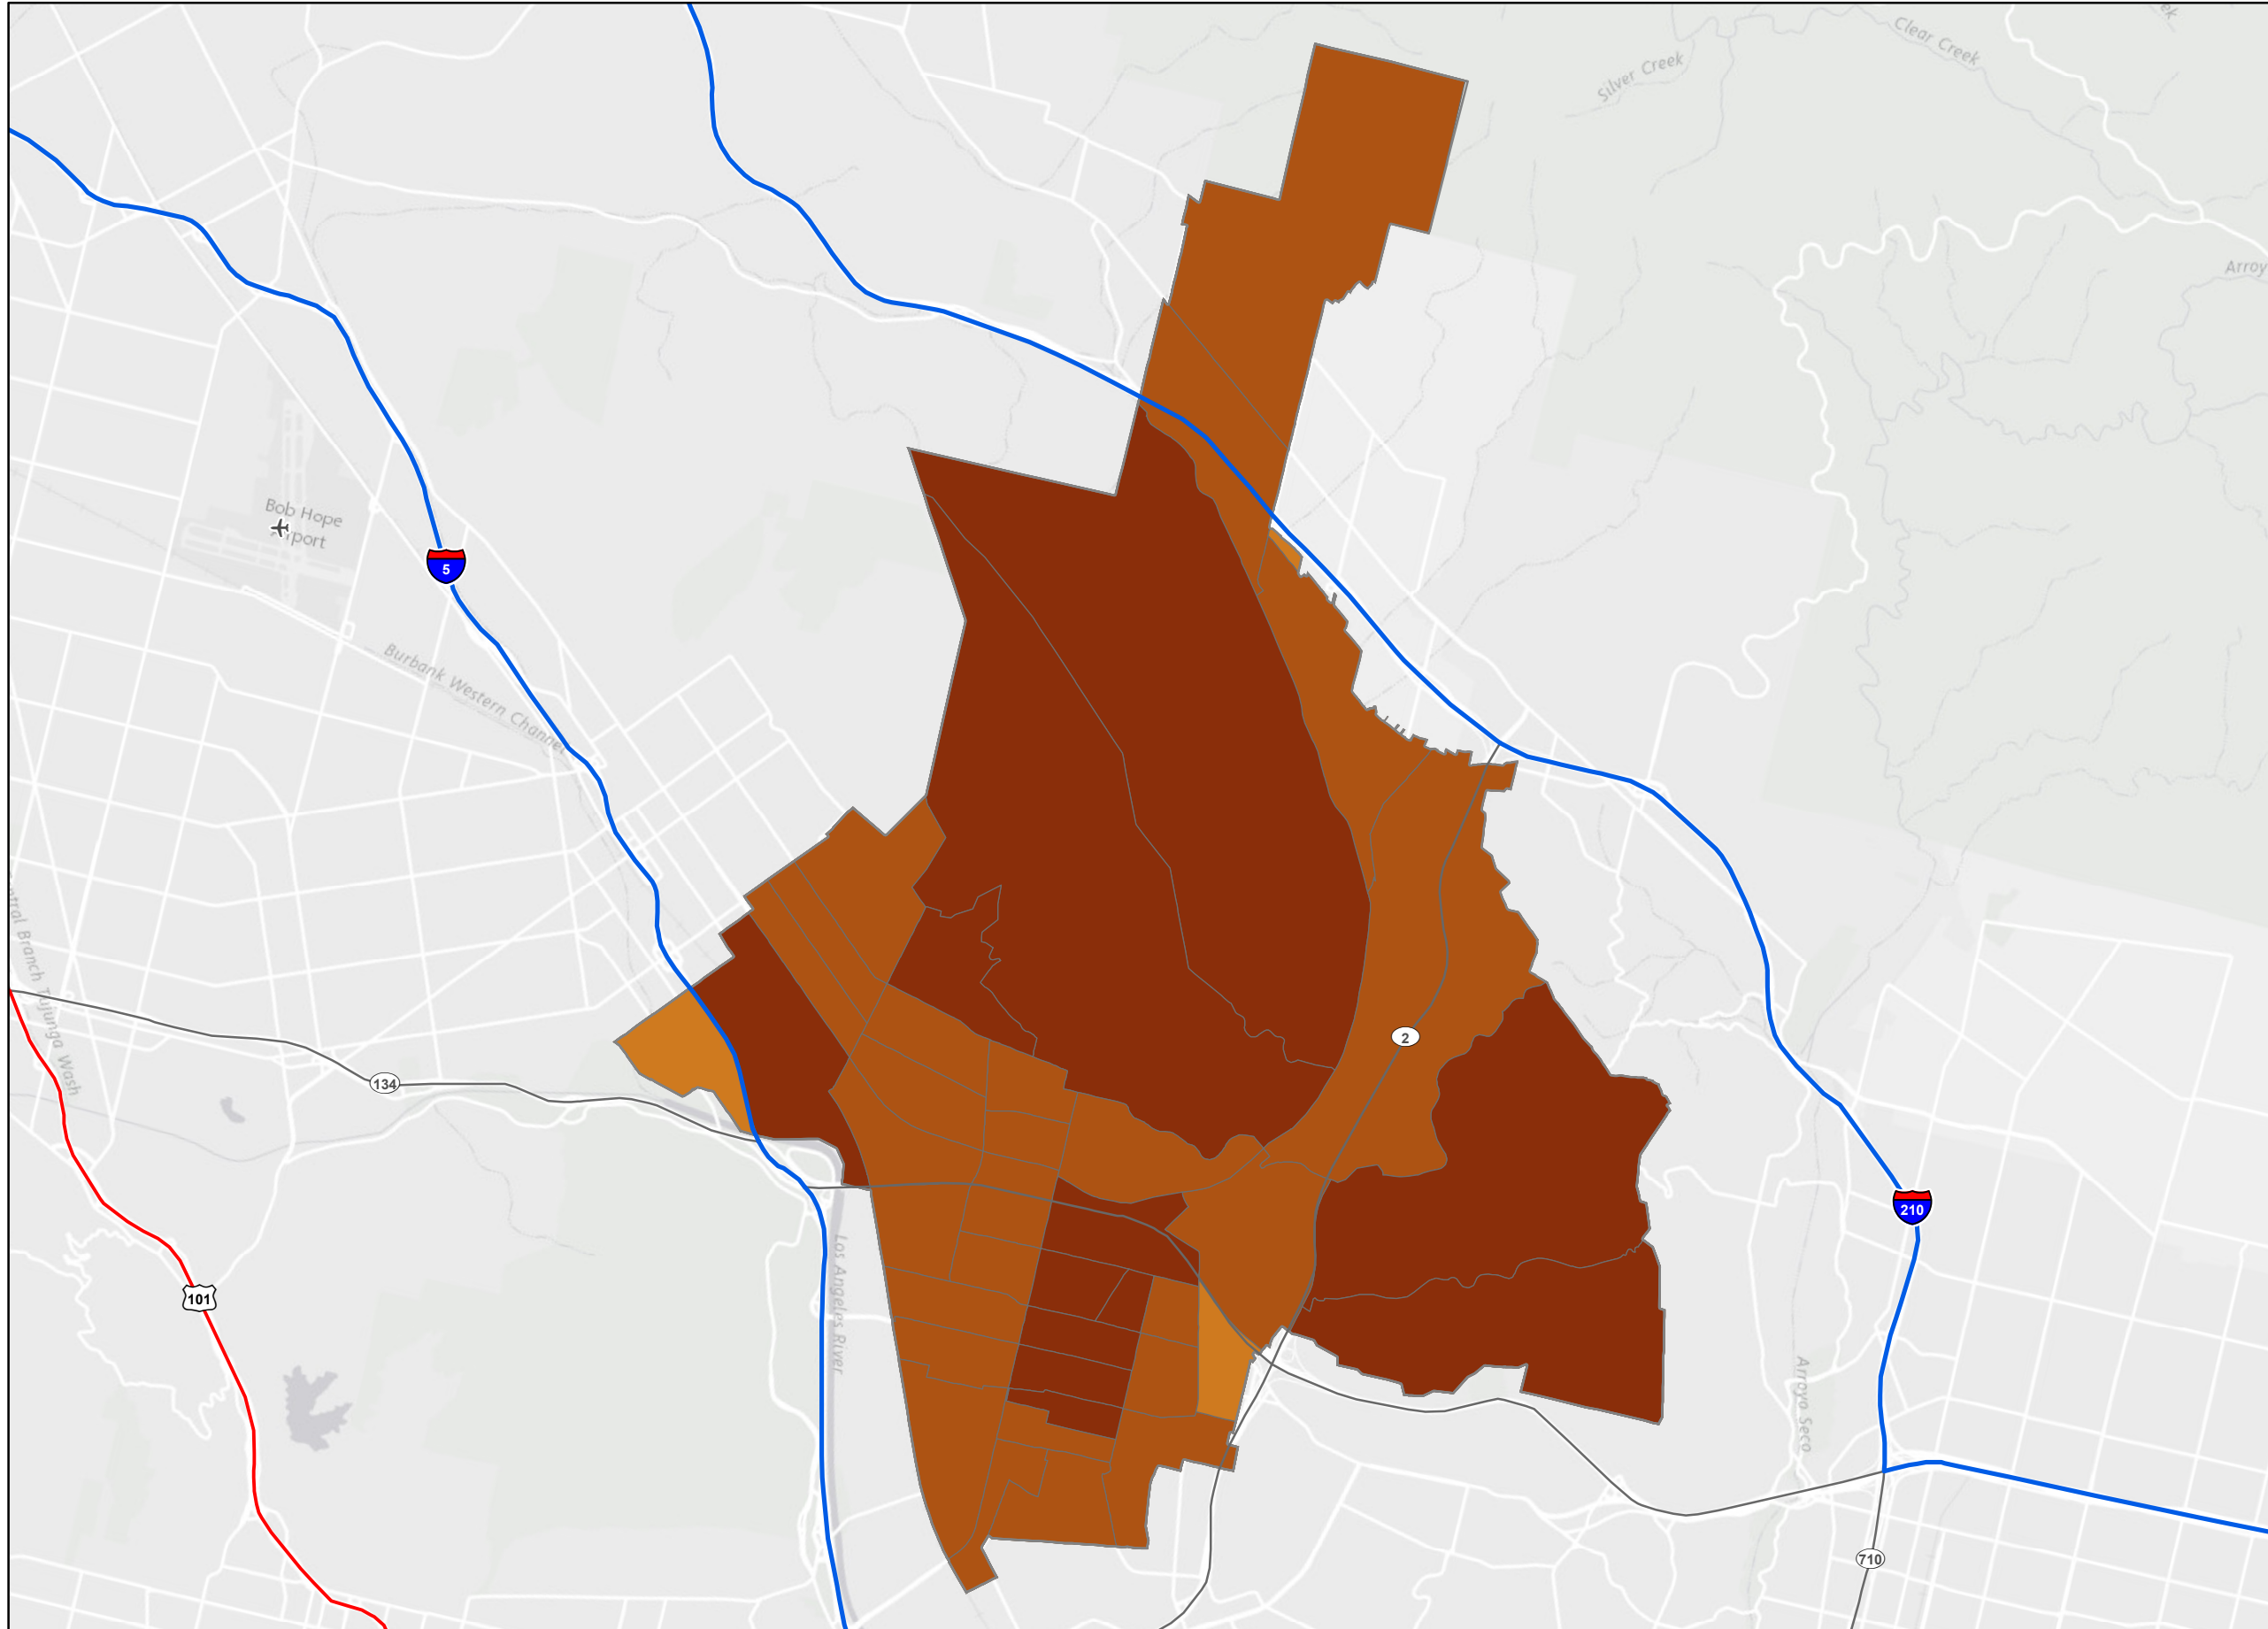 Clear Creek
Silver Creek
Arroy
Bob Hope
rport
5
Burbank Western Channel
ntral Branch Tujunga Wash
2
134
210
101
Los Angeles River
Arroyo Seco
710